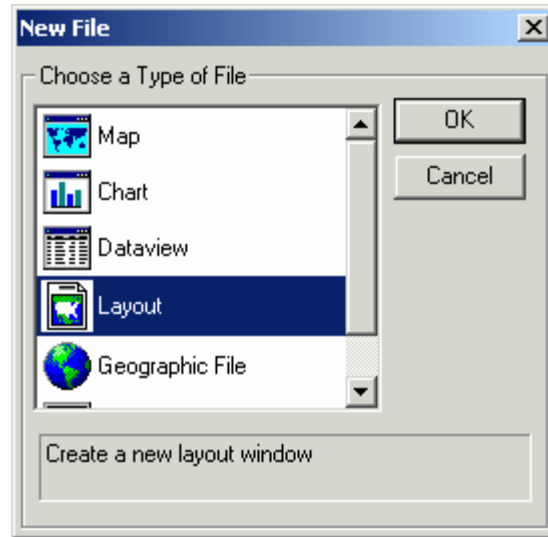 New File
Choose a Type of File
Map
Chart
Dataview
Layout
Geographic File
OK
Cancel
Create a new layout window